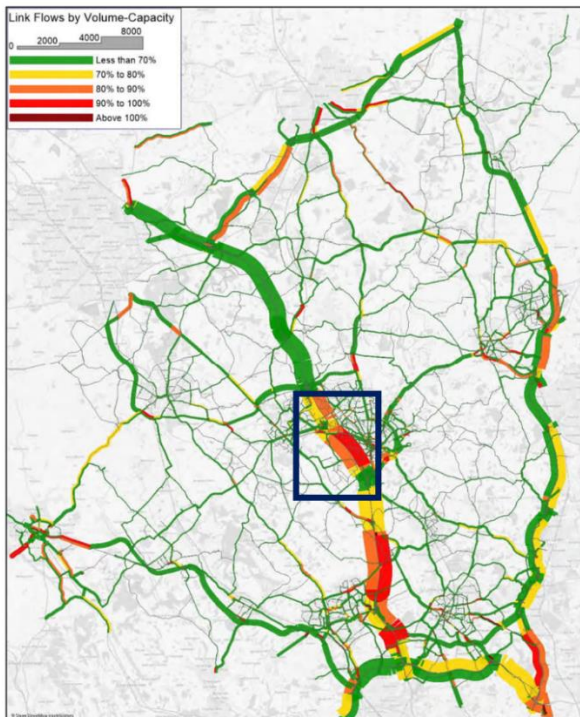 Link Flows by Volume-Capacity
0 2000 4000 8000
Less than 70%
70% to 80%
80% to 90%
90% to 100%
Above 100%